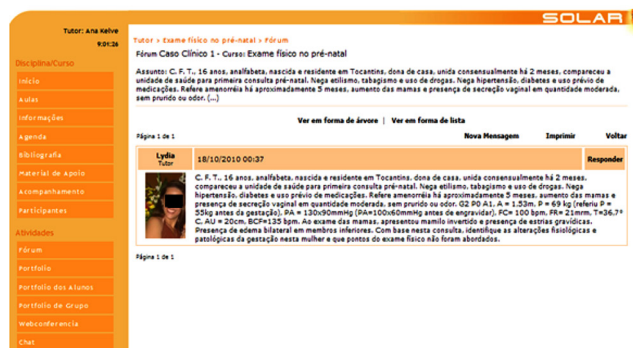 SOLAR
Tutor: Ana Kelve
9:01:26
Disciplina/Curso
Início
Aulas
Informações
Agenda
Bibliografia
Material de Apoio
Acompanhamento
Participantes
Atividades
Fórum
Portfolio
Portfolio dos Alunos
Portfolio de Grupo
Webconferencia
Chat
Tutor > Exame físico no pré-natal > Fórum
Fórum Caso Clínico 1 - Curso: Exame físico no pré-natal
Assunto: C. F. T., 16 anos, analfabeta, nascida e residente em Tocantins, dona de casa, unida consensualmente há 2 meses, compareceu a
unidade de saúde para primeira consulta pré-natal. Nega etilismo, tabagismo e uso de drogas. Nega hipertensão, diabetes e uso prévio de
medicações. Refere amenorréia há aproximadamente 5 meses, aumento das mamas e presença de secreção vaginal em quantidade moderada,
sem prurido ou odor. (...)
Ver em forma de árvore | Ver em forma de lista
Página 1 de 1
Nova Mensagem Imprimir Voltar
Lydia
Tutor
18/10/2010 00:37
Responder
C. F. T., 16 anos, analfabeta, nascida e residente em Tocantins, dona de casa, unida consensualmente há 2 meses,
compareceu a unidade de saúde para primeira consulta pré-natal. Nega etilismo, tabagismo e uso de drogas. Nega
hipertensão, diabetes e uso prévio de medicações. Refere amenorréia há aproximadamente 5 meses, aumento das mamas e
presença de secreção vaginal em quantidade moderada, sem prurido ou odor. G2 P0 A1, A = 1,53m, P = 69 kg (referiu P =
55kg antes da gestação), PA = 130x90mmHg (PA=100x60mmHg antes de engravidar), FC= 100 bpm, FR= 21mrm, T=36,7º
C, AU = 20cm, BCF=135 bpm. Ao exame das mamas, apresentou mamilo invertido e presença de estrias gravídicas.
Presença de edema bilateral em membros inferiores. Com base nesta consulta, identifique as alterações fisiológicas e
patológicas da gestação nesta mulher e que pontos do exame físico não foram abordados.
Página 1 de 1